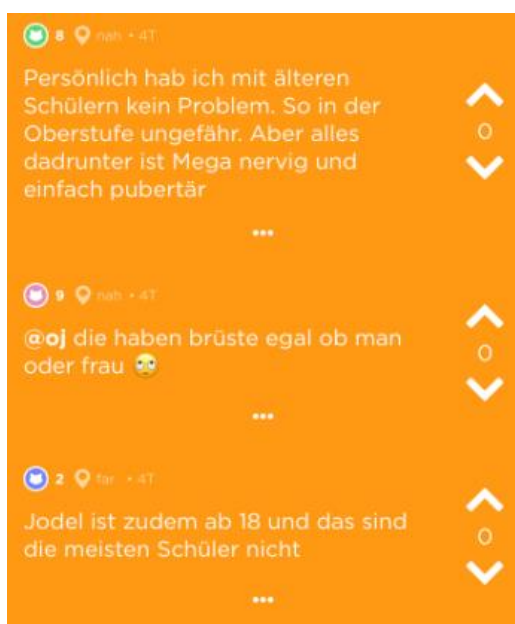 8 nah • 4T
Persönlich hab ich mit älteren
Schülern kein Problem. So in der
Oberstufe ungefähr. Aber alles
dadrunter ist Mega nervig und
einfach pubertär
0
•••
9 nah • 4T
@oj die haben brüste egal ob man
oder frau 🙄
0
•••
2 far • 4T
Jodel ist zudem ab 18 und das sind
die meisten Schüler nicht
0
•••